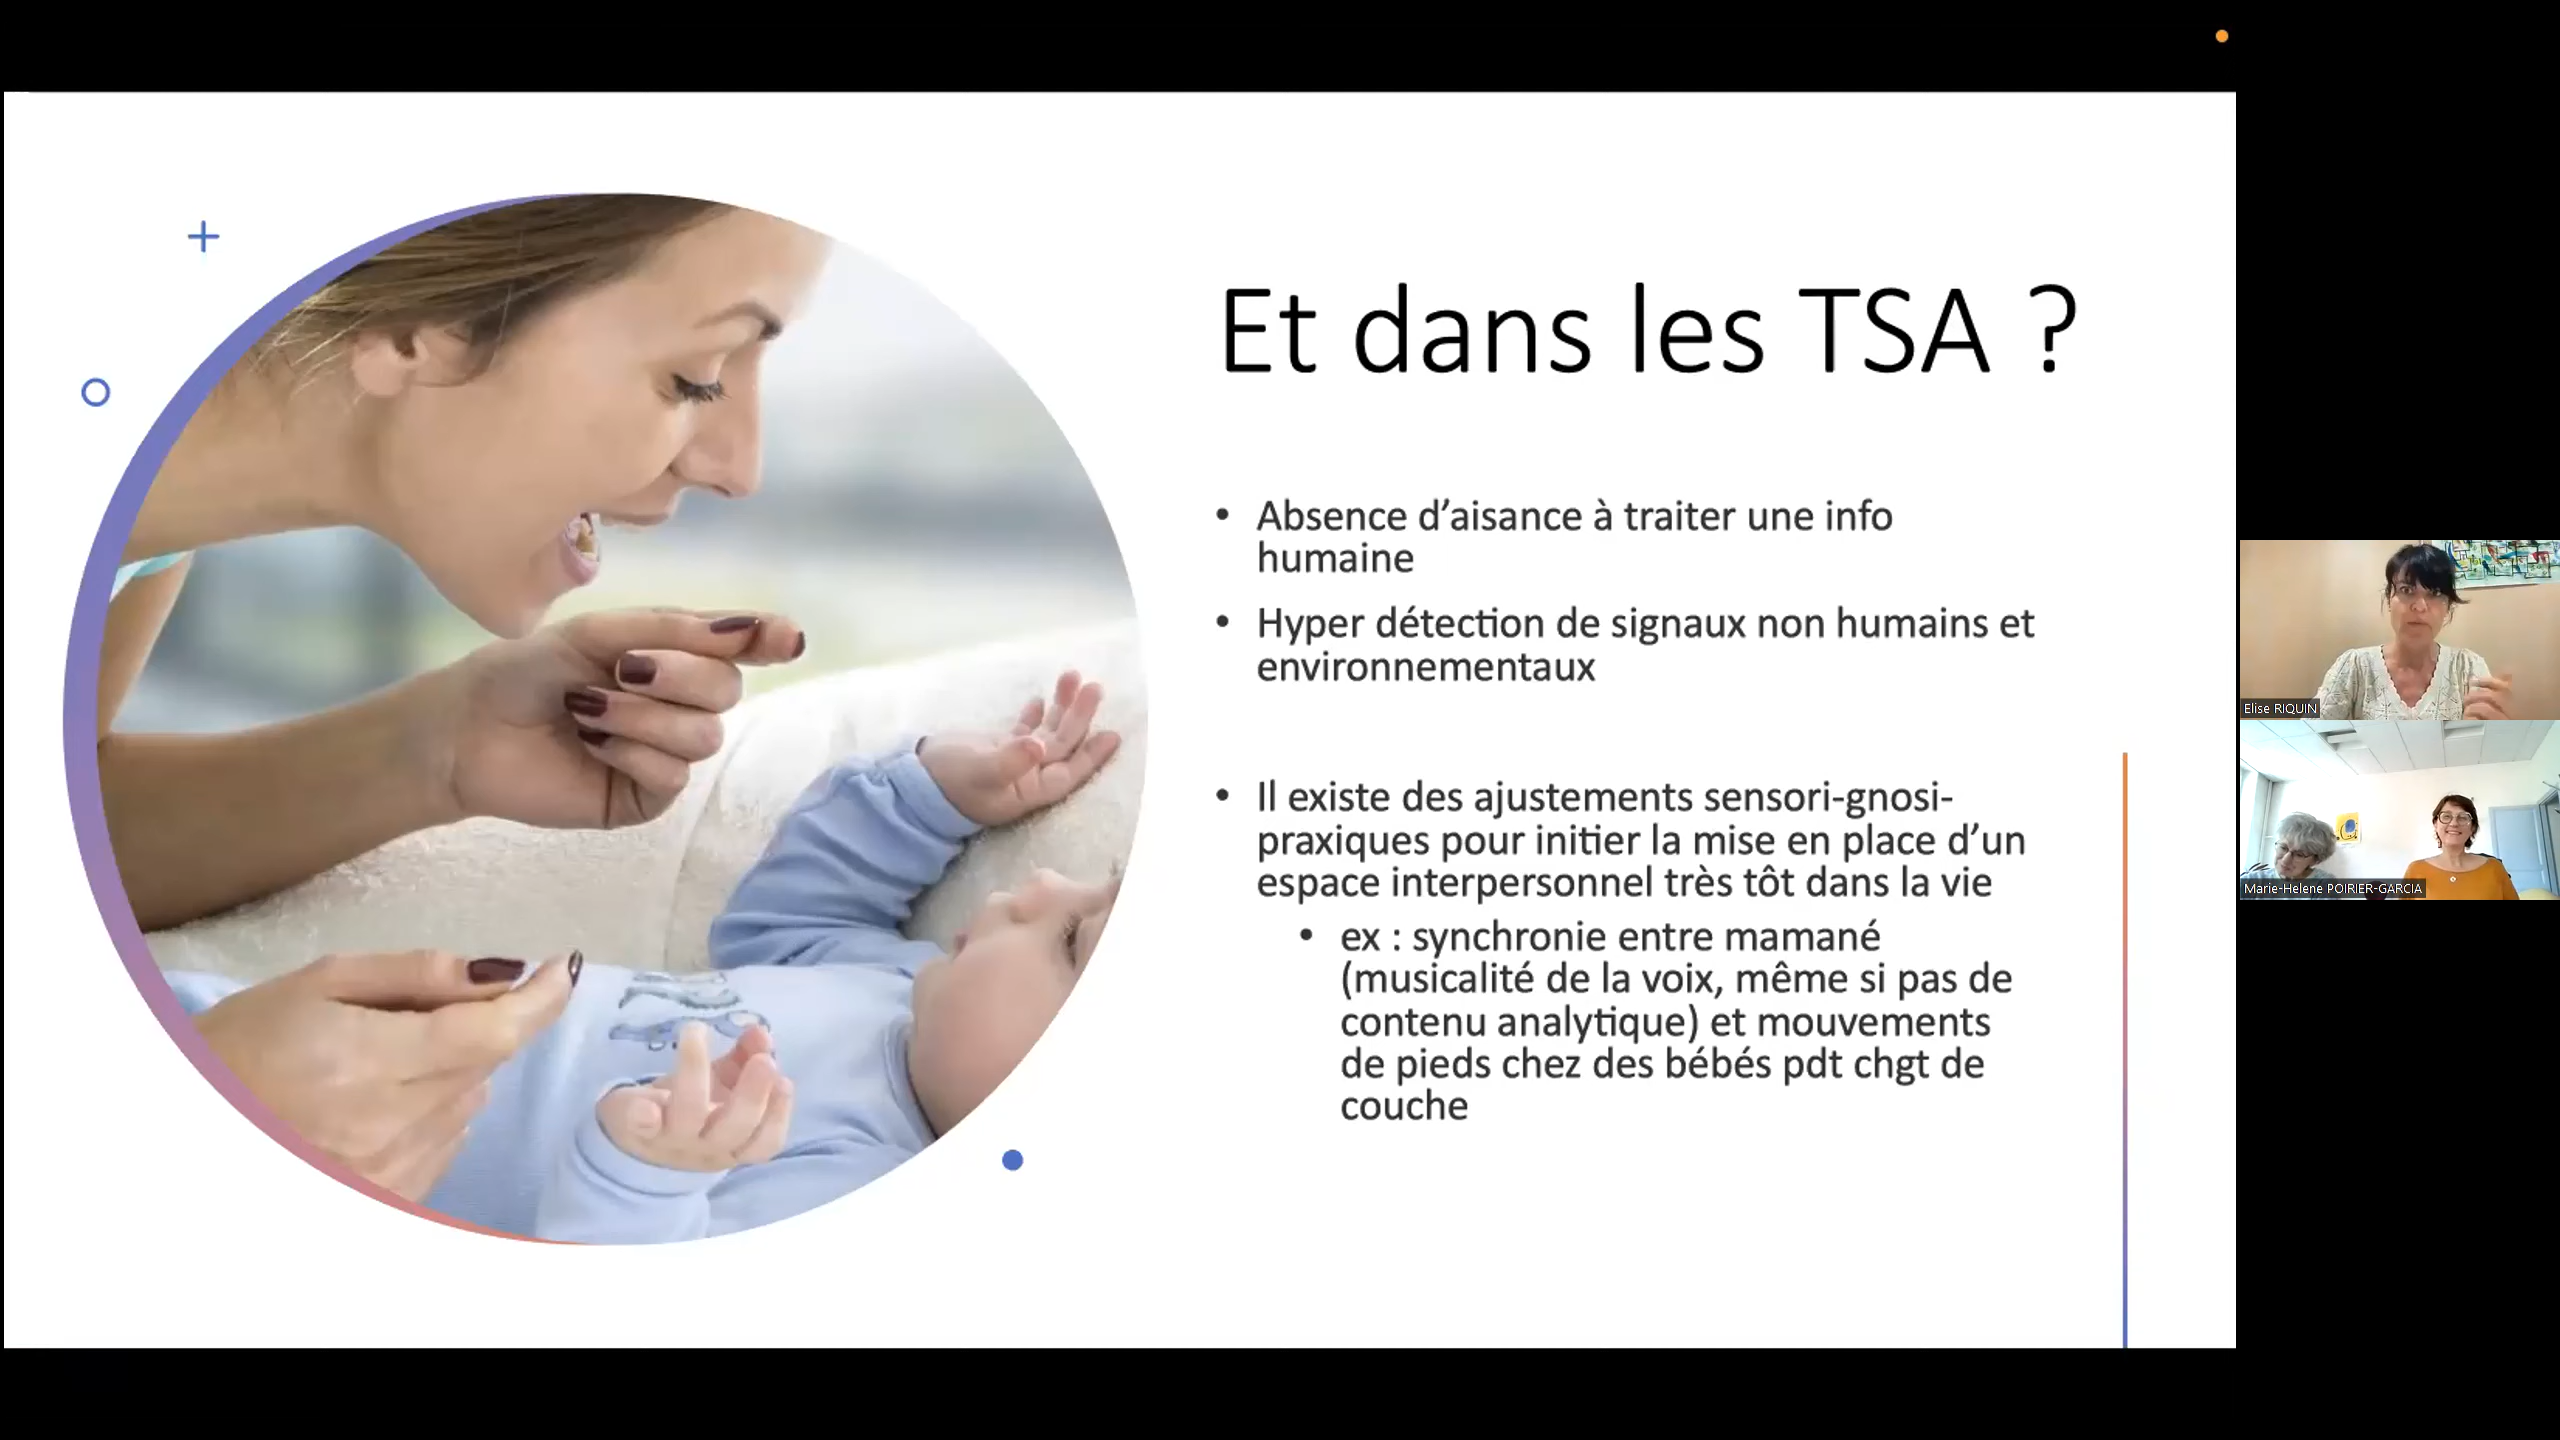 Et dans les TSA ?
• Absence d’aisance à traiter une info
humaine
• Hyper détection de signaux non humains et
environnementaux
• Il existe des ajustements sensori-gnosi-
praxiques pour initier la mise en place d’un
espace interpersonnel très tôt dans la vie
• ex : synchronie entre mamané
(musicalité de la voix, même si pas de
contenu analytique) et mouvements
de pieds chez des bébés pdt chgt de
couche
Elise RIQUIN
Marie-Helene POIRIER-GARCIA